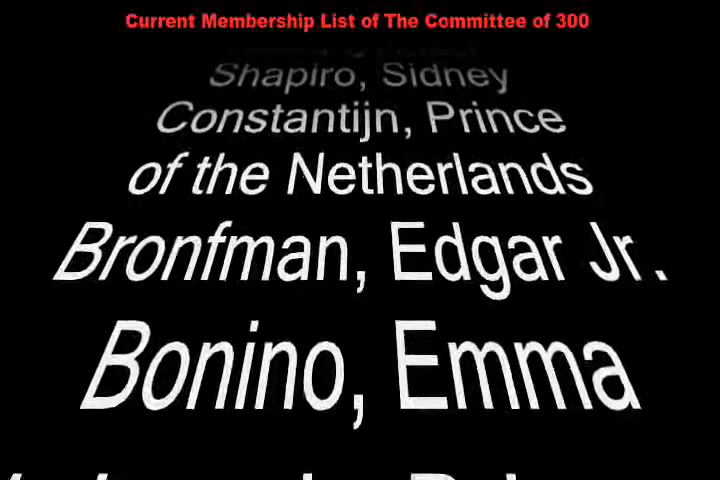 Current Membership List of The Committee of 300
Shapiro, Sidney
Constantijn, Prince
of the Netherlands
Bronfman, Edgar Jr.
Bonino, Emma